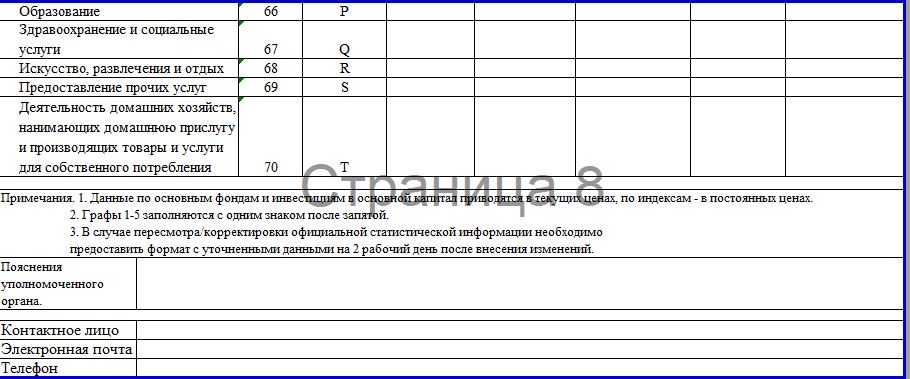 Образование 66 P
Здравоохранение и социальные
услуги 67 Q
Искусство, развлечения и отдых 68 R
Предоставление прочих услуг 69 S
Деятельность домашних хозяйств,
нанимающих домашнюю прислугу
и производящих товары и услуги
для собственного потребления 70 T
Страница 8
Примечания. 1. Данные по основным фондам и инвестициям в основной капитал приводятся в текущих ценах, по индексам - в постоянных ценах.
2. Графы 1-5 заполняются с одним знаком после запятой.
3. В случае пересмотра/корректировки официальной статистической информации необходимо
предоставить формат с уточненными данными на 2 рабочий день после внесения изменений.
Пояснения
уполномоченного
органа.
Контактное лицо
Электронная почта
Телефон